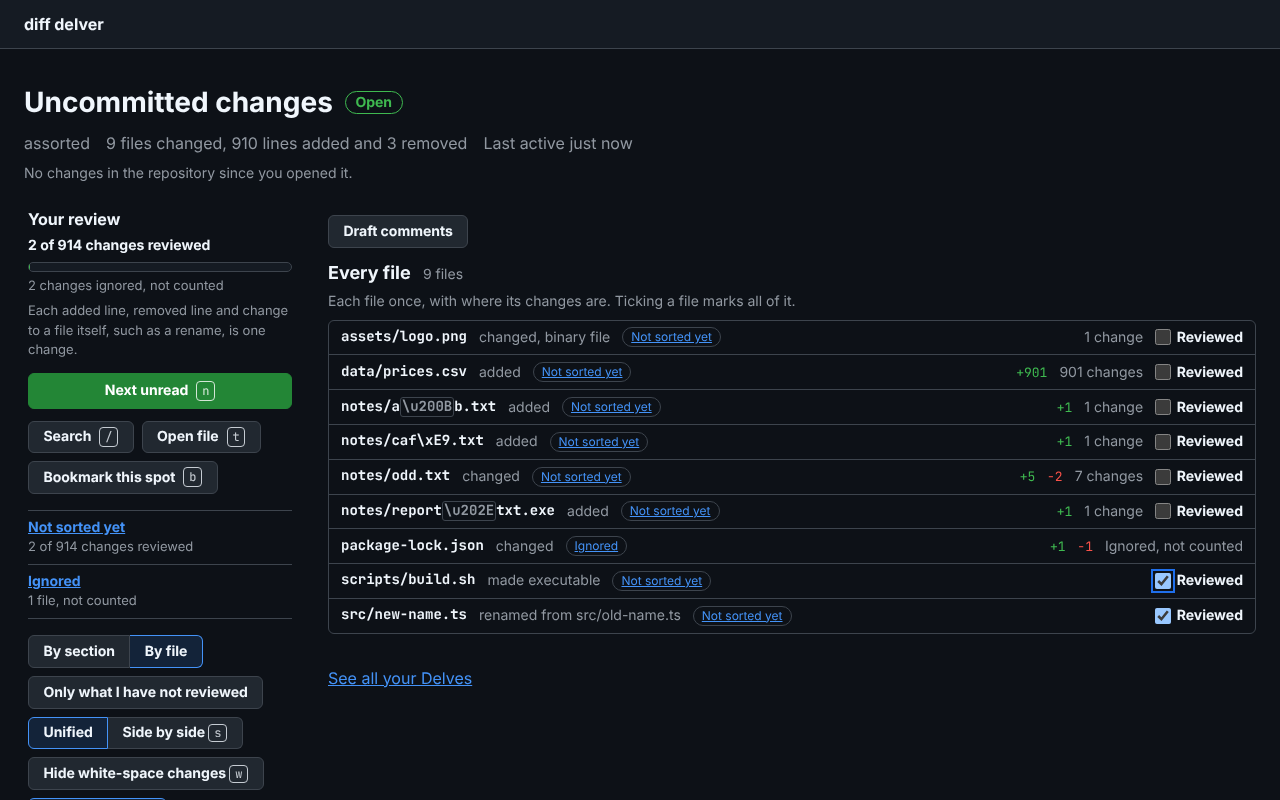 diff delver
Uncommitted changes Open
assorted 9 files changed, 910 lines added and 3 removed Last active just now
No changes in the repository since you opened it.
Your review
2 of 914 changes reviewed
2 changes ignored, not counted
Each added line, removed line and change
to a file itself, such as a rename, is one
change.
Next unread n
Search / Open file t
Bookmark this spot b
Not sorted yet
2 of 914 changes reviewed
Ignored
1 file, not counted
By section By file
Only what I have not reviewed
Unified Side by side s
Hide white-space changes w
Draft comments
Every file 9 files
Each file once, with where its changes are. Ticking a file marks all of it.
assets/logo.png changed, binary file Not sorted yet 1 change Reviewed
data/prices.csv added Not sorted yet +901 901 changes Reviewed
notes/a\u200Bb.txt added Not sorted yet +1 1 change Reviewed
notes/caf\xE9.txt added Not sorted yet +1 1 change Reviewed
notes/odd.txt changed Not sorted yet +5 -2 7 changes Reviewed
notes/report\u202Etxt.exe added Not sorted yet +1 1 change Reviewed
package-lock.json changed Ignored +1 -1 Ignored, not counted
scripts/build.sh made executable Not sorted yet Reviewed
src/new-name.ts renamed from src/old-name.ts Not sorted yet Reviewed
See all your Delves